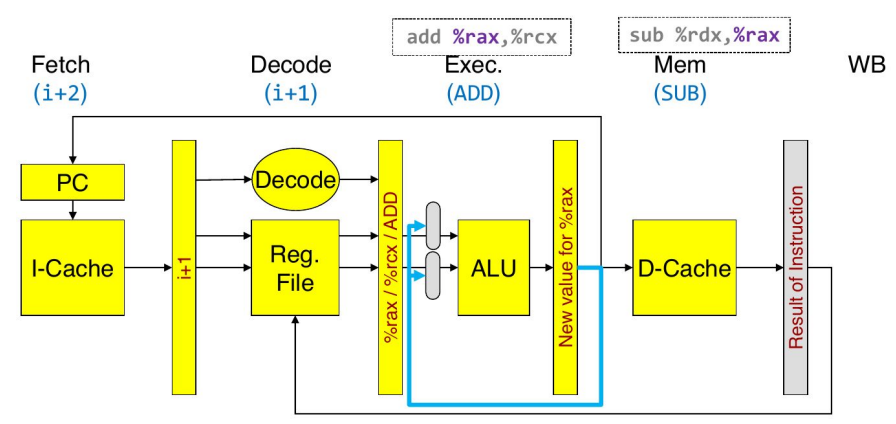 add %rax,%rcx
sub %rdx,%rax
Fetch
(i+2)
Decode
(i+1)
Exec.
(ADD)
Mem
(SUB)
WB
PC
I-Cache
i+1
Decode
Reg.
File
%rax / %rcx / ADD
ALU
New value for %rax
D-Cache
Result of Instruction